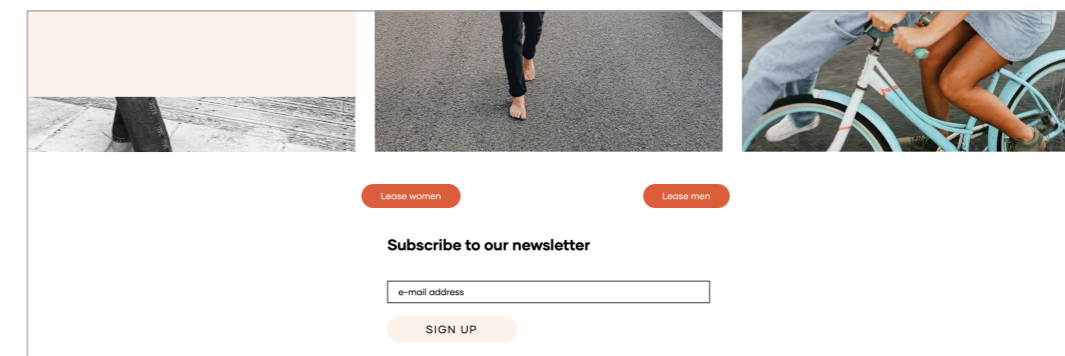 Lease women
Lease men
Subscribe to our newsletter
e-mail address
SIGN UP